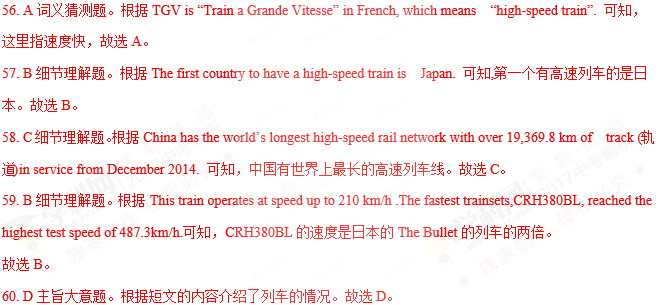 56. A 词义猜测题。根据 TGV is “Train a Grande Vitesse” in French, which means “high-speed train”. 可知，
这里指速度快，故选 A。
57. B 细节理解题。根据 The first country to have a high-speed train is Japan. 可知,第一个有高速列车的是日
本。故选 B。
58. C细节理解题。根据 China has the world’s longest high-speed rail network with over 19,369.8 km of track (轨
道)in service from December 2014. 可知，中国有世界上最长的高速列车线。故选 C。
59. B 细节理解题。根据 This train operates at speed up to 210 km/h .The fastest trainsets,CRH380BL, reached the
highest test speed of 487.3km/h.可知，CRH380BL 的速度是日本的 The Bullet 的列车的两倍。
故选 B。
60. D 主旨大意题。根据短文的内容介绍了列车的情况。故选 D。